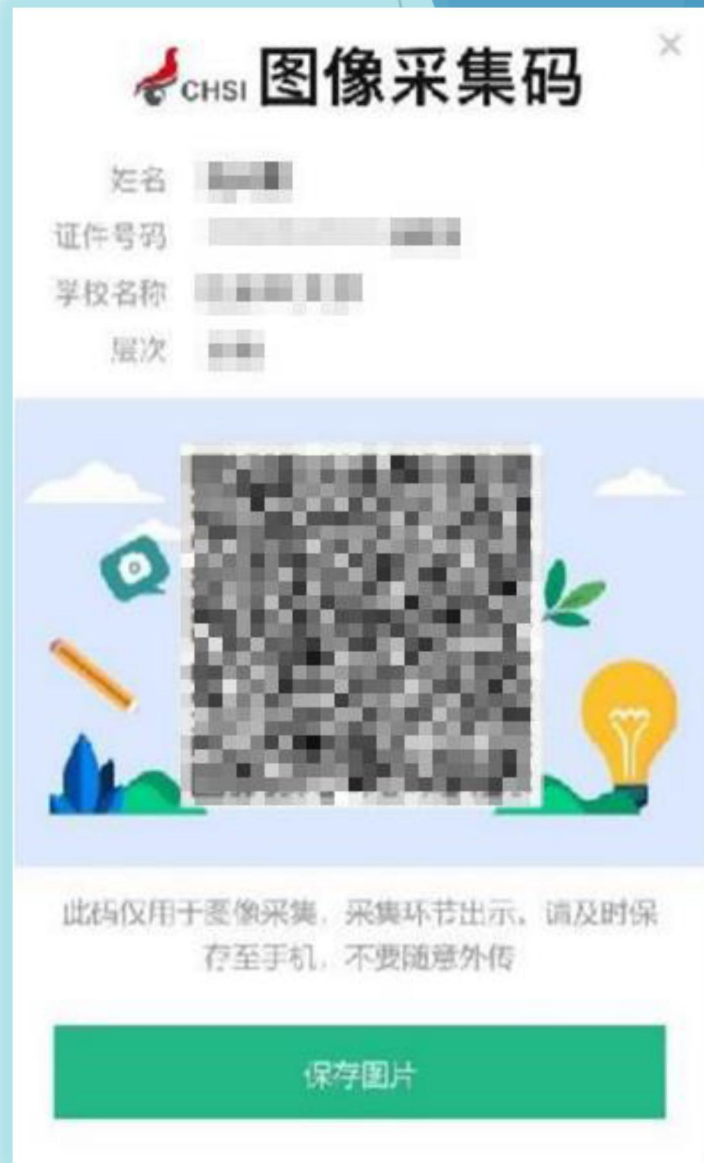 CHSI 图像采集码
姓名
证件号码
学校名称
层次
此码仅用于图像采集，采集环节出示。请及时保
存至手机，不要随意外传
保存图片